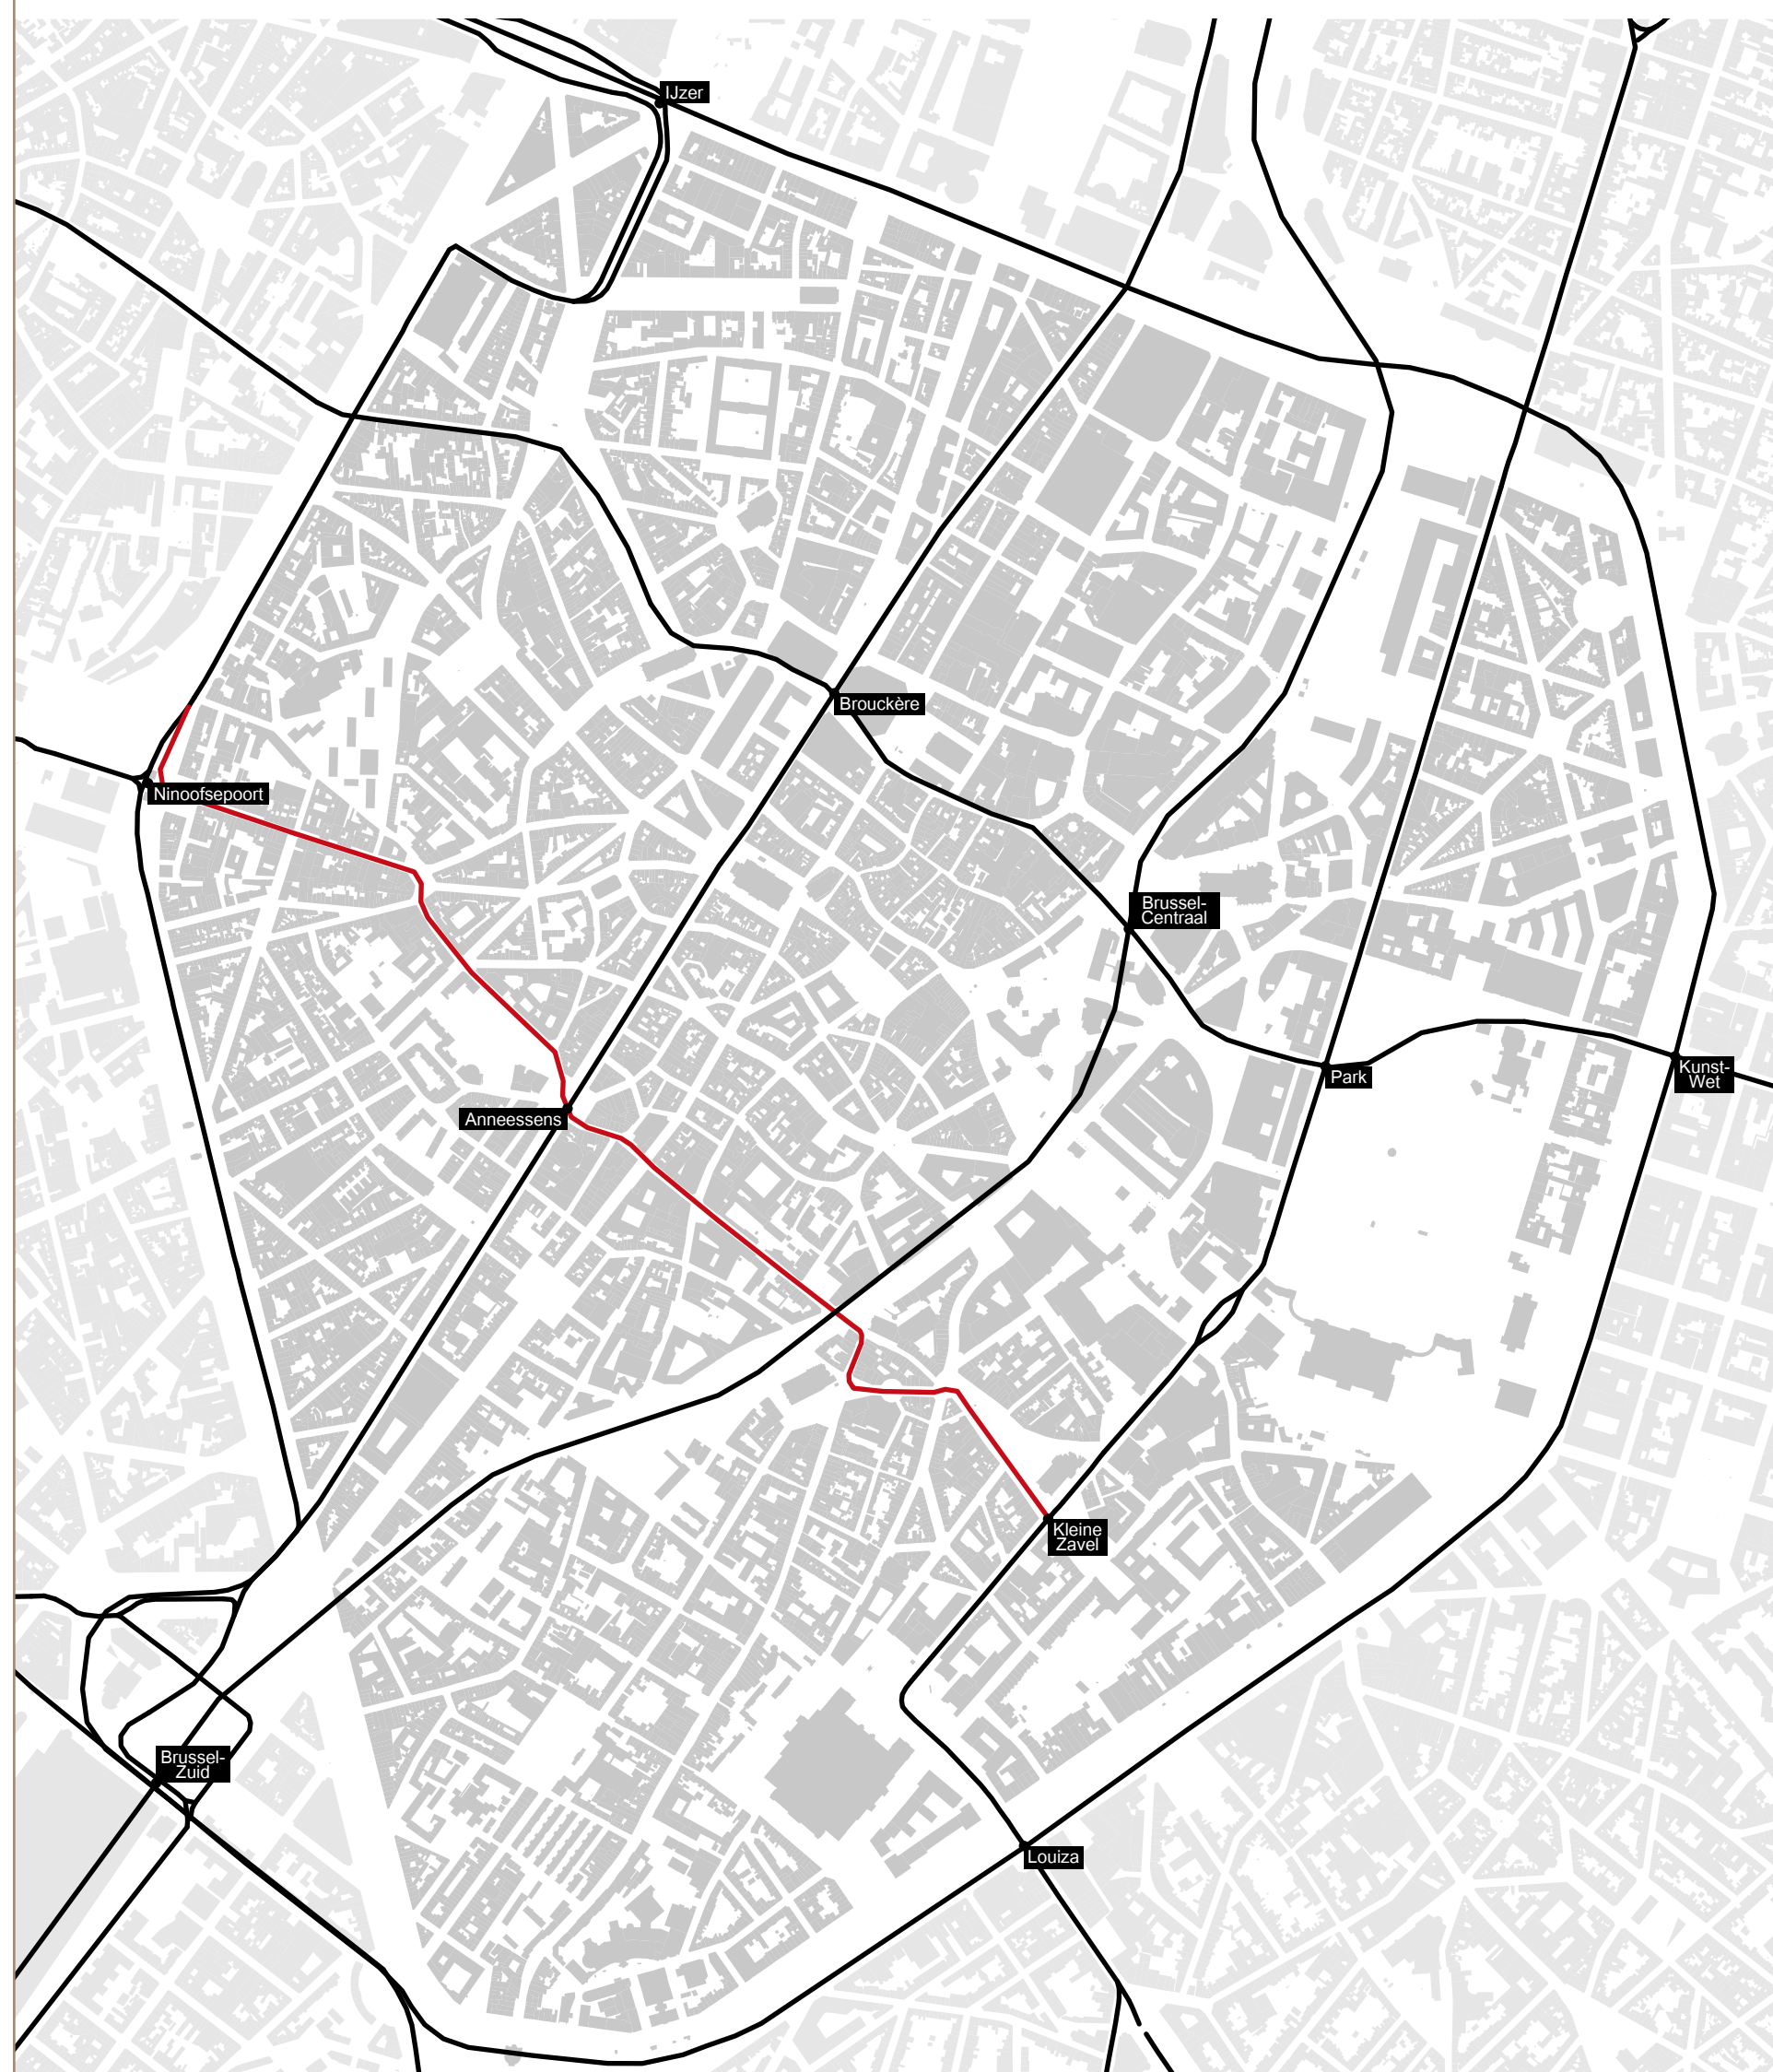 IJzer
Brouckère
Ninoofsepoort
Brussel-
Centraal
Kunst-
Wet
Park
Anneessens
Kleine
Zavel
Brussel-
Zuid
Louiza